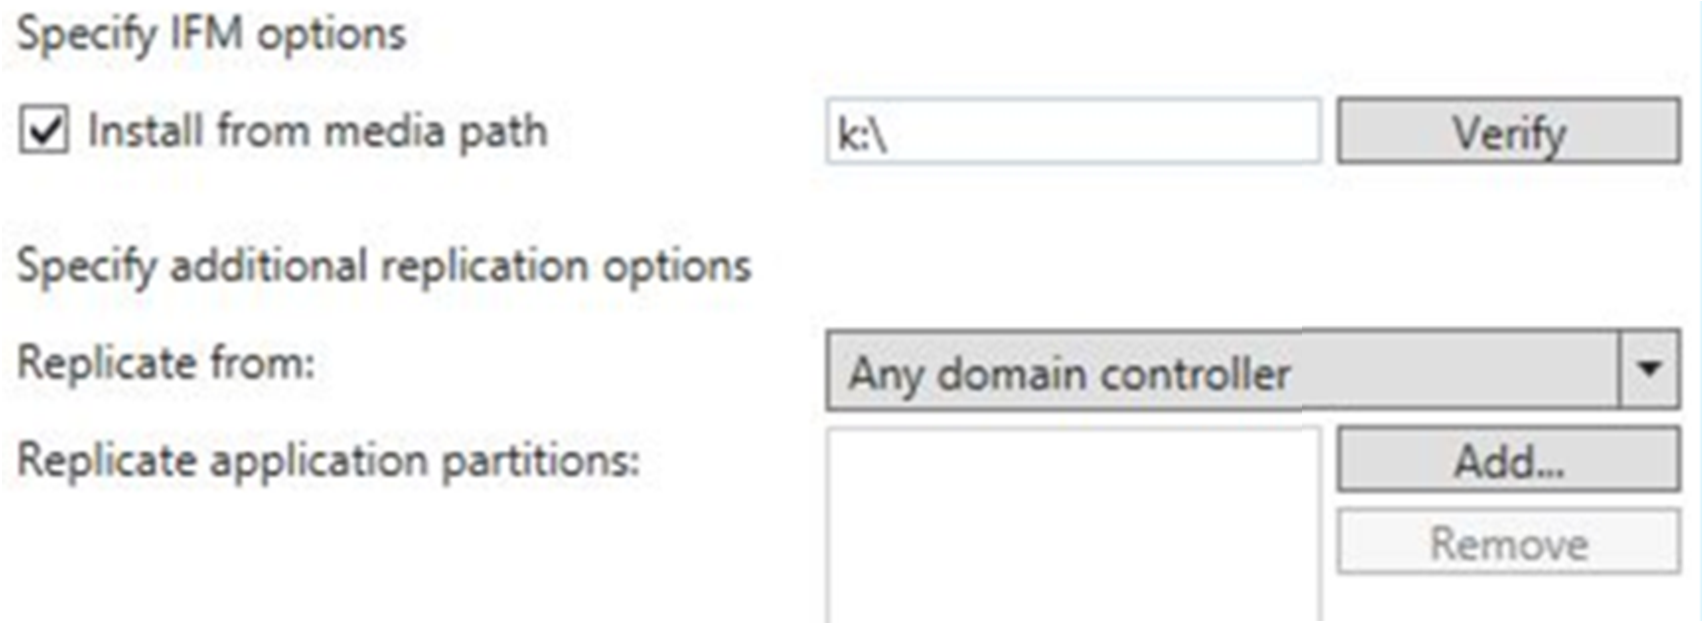 Specify IFM options
Install from media path
k:\
Verify
Specify additional replication options
Replicate from:
Any domain controller
Replicate application partitions:
Add...
Remove